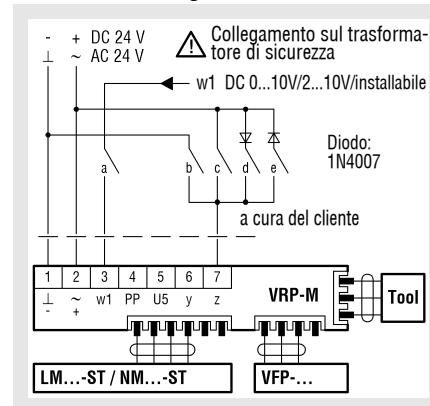 - + DC 24 V
⊥ ~ AC 24 V
Collegamento sul trasforma-
tore di sicurezza
w1 DC 0...10V/2...10V/installabile
a b c d e
Diodo:
1N4007
a cura del cliente
1 2 3 4 5 6 7
⊥ ~ w1 PP U5 y z
- +
VRP-M
Tool
LM...-ST / NM...-ST
VFP-...